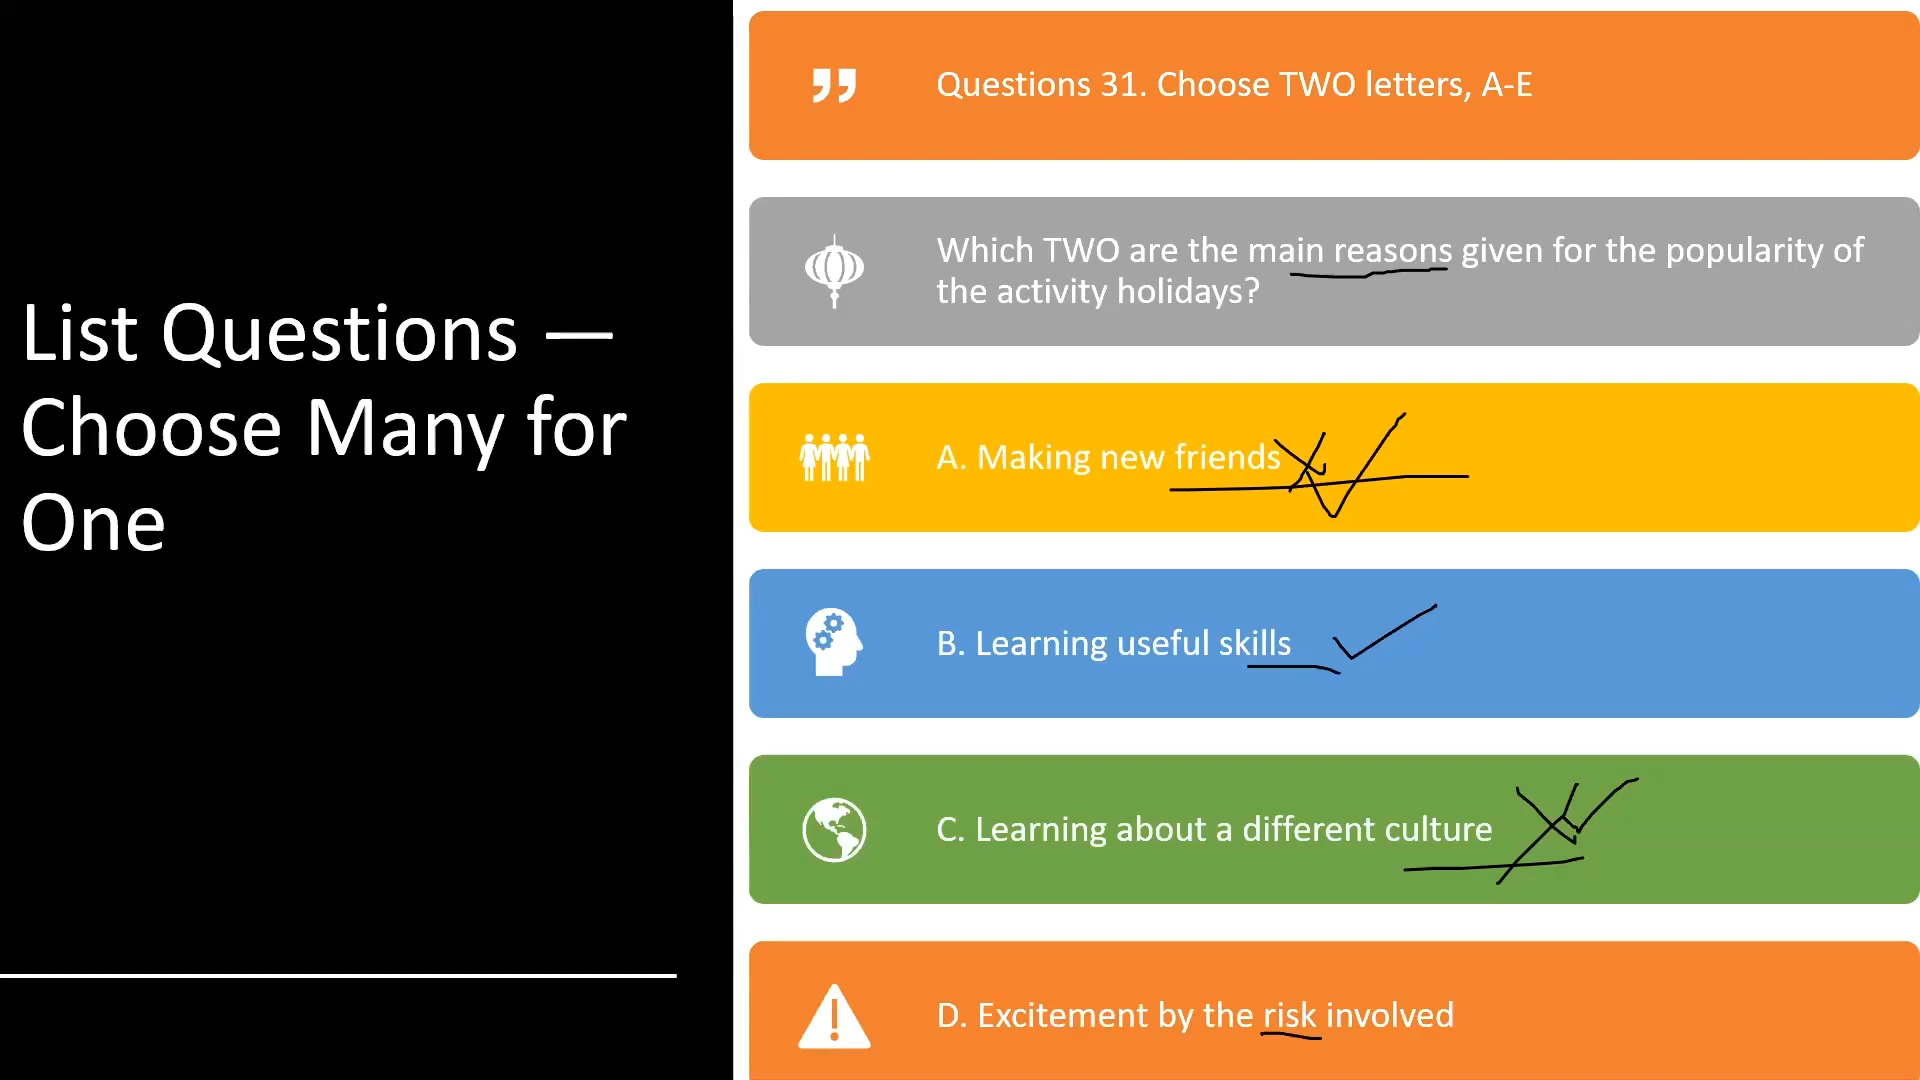 List Questions —
Choose Many for
One
Questions 31. Choose TWO letters, A-E
Which TWO are the main reasons given for the popularity of
the activity holidays?
A. Making new friends
B. Learning useful skills
C. Learning about a different culture
D. Excitement by the risk involved